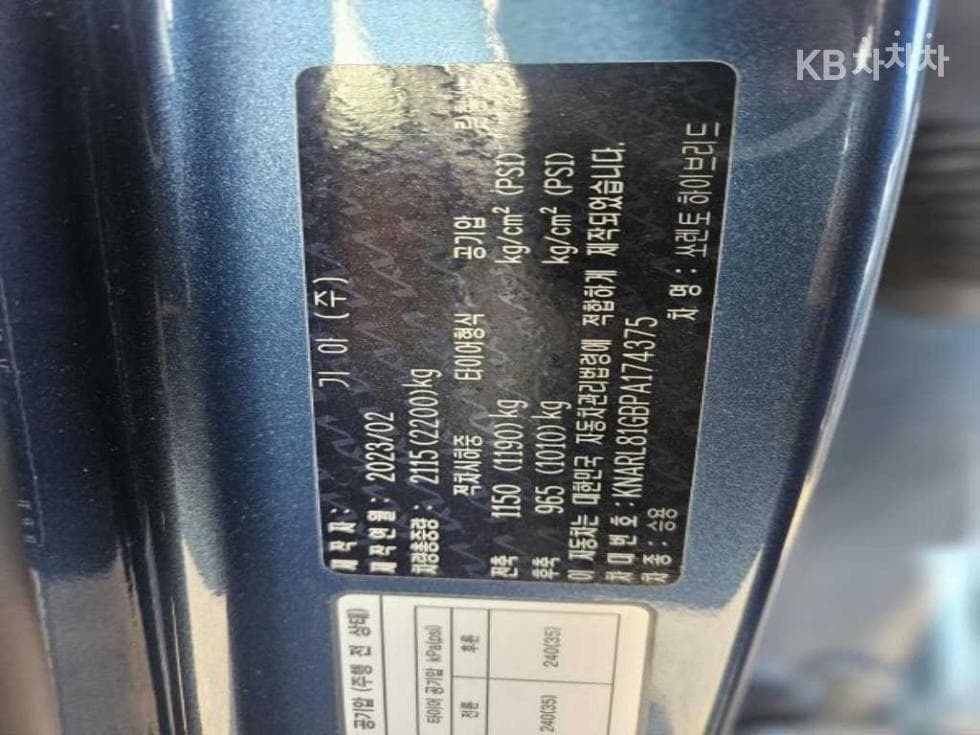 KB차차차
제작자 : 기아 (주)
제작연월 : 2023/02
차량총중량 : 2115(2200)kg
적차시하중 타이어형식 공기압 림형식
전축 1150 (1190) kg kg/cm² (PSI)
후축 965 (1010) kg kg/cm² (PSI)
이 자동차는 대한민국 자동차관리법령에 적합하게 제작되었습니다.
차대번호 : KNARL81GBPA174375
차종 : 승용 차명 : 쏘렌토 하이브리드
공기압 (주행 전 상태)
타이어 공기압 kPa(psi)
전륜 후륜
240(35) 240(35)